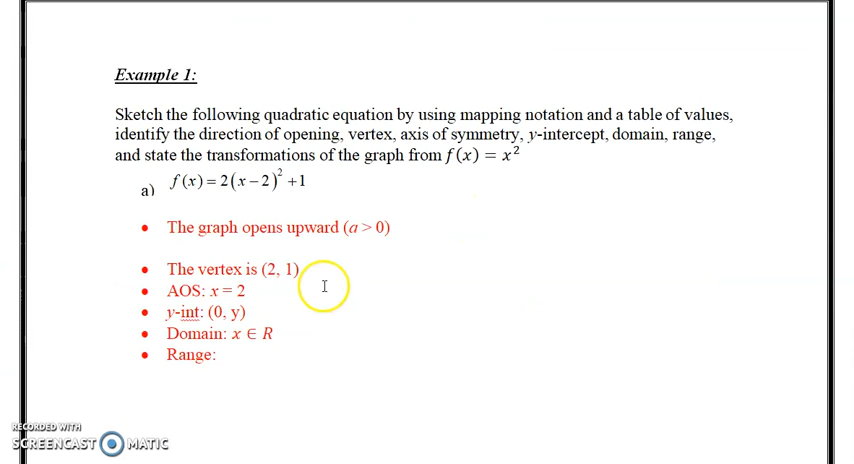 Example 1:
Sketch the following quadratic equation by using mapping notation and a table of values,
identify the direction of opening, vertex, axis of symmetry, y-intercept, domain, range,
and state the transformations of the graph from f(x) = x²
a) f(x) = 2(x − 2)² + 1
• The graph opens upward (a > 0)
• The vertex is (2, 1)
• AOS: x = 2
• y-int: (0, y)
• Domain: x ∈ R
• Range:
RECORDED WITH
SCREENCAST MATIC